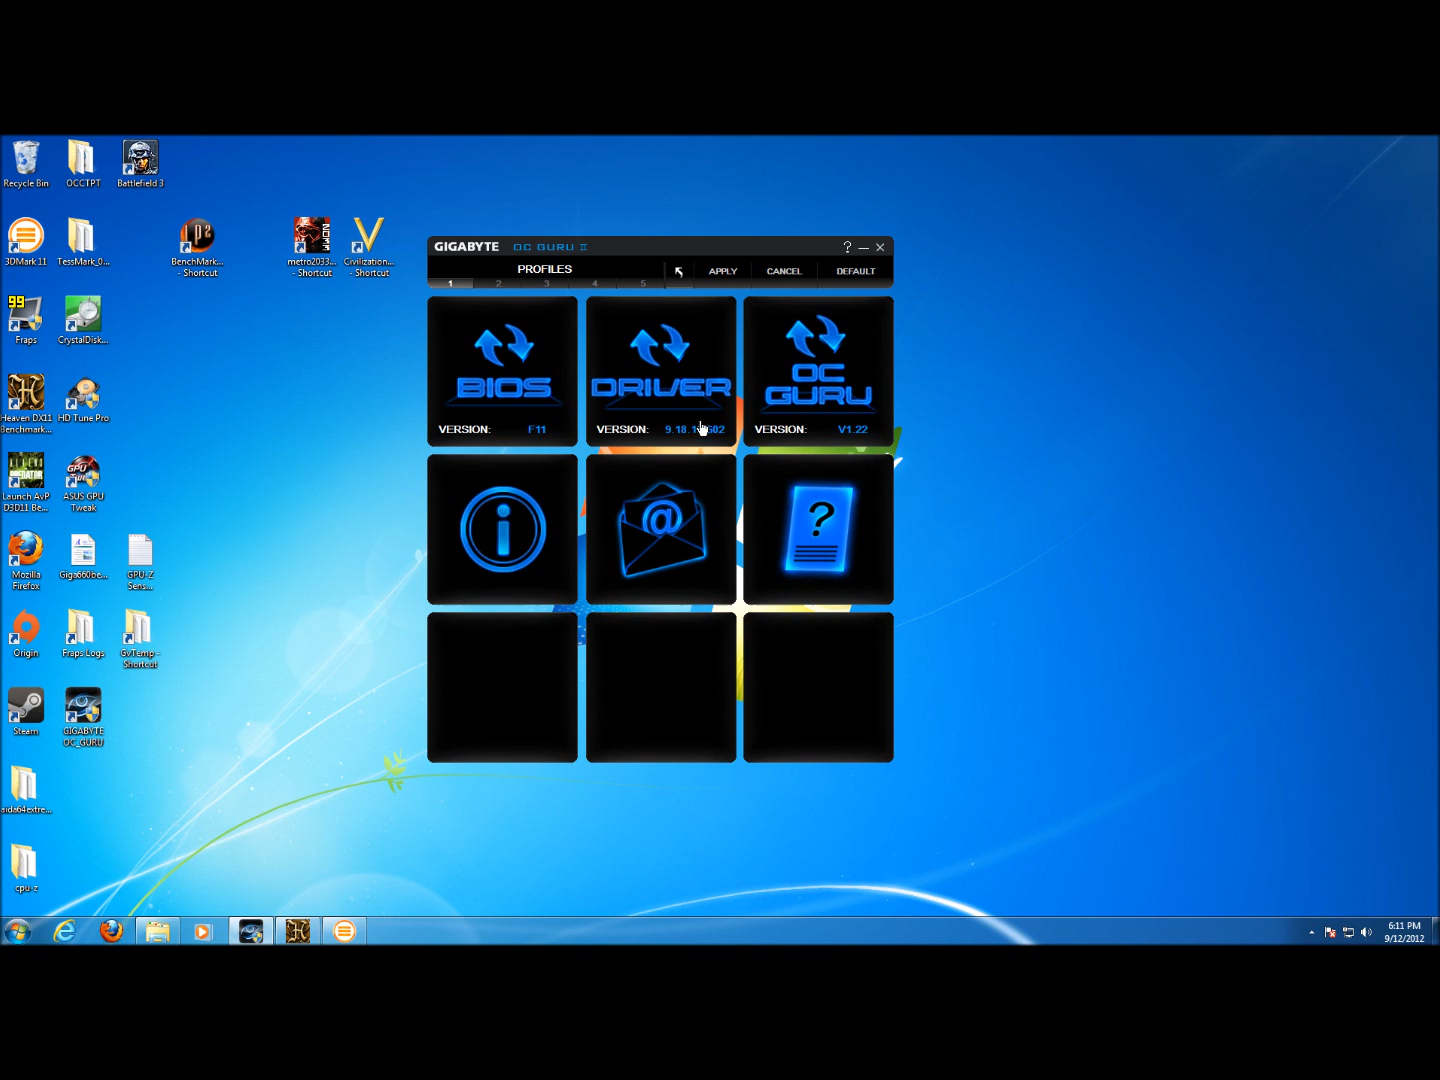 Recycle Bin
OCCTPT
Battlefield 3
3DMark 11
TessMark_0...
BenchMark...
- Shortcut
metro2033...
- Shortcut
Civilization...
- Shortcut
99
Fraps
CrystalDisk...
Heaven DX11
Benchmark...
HD Tune Pro
Launch AvP
D3D11 Be...
ASUS GPU
Tweak
Mozilla
Firefox
Giga660be...
GPU-Z
Sens...
Origin
Fraps Logs
GvTemp -
Shortcut
Steam
GIGABYTE
OC_GURU
aida64extre...
cpu-z
GIGABYTE OC GURU II
? — ×
PROFILES
APPLY CANCEL DEFAULT
1 2 3 4 5
BIOS
VERSION: F11
DRIVER
VERSION:
OC
GURU
VERSION: V1.22
i
@
?
6:11 PM
9/12/2012